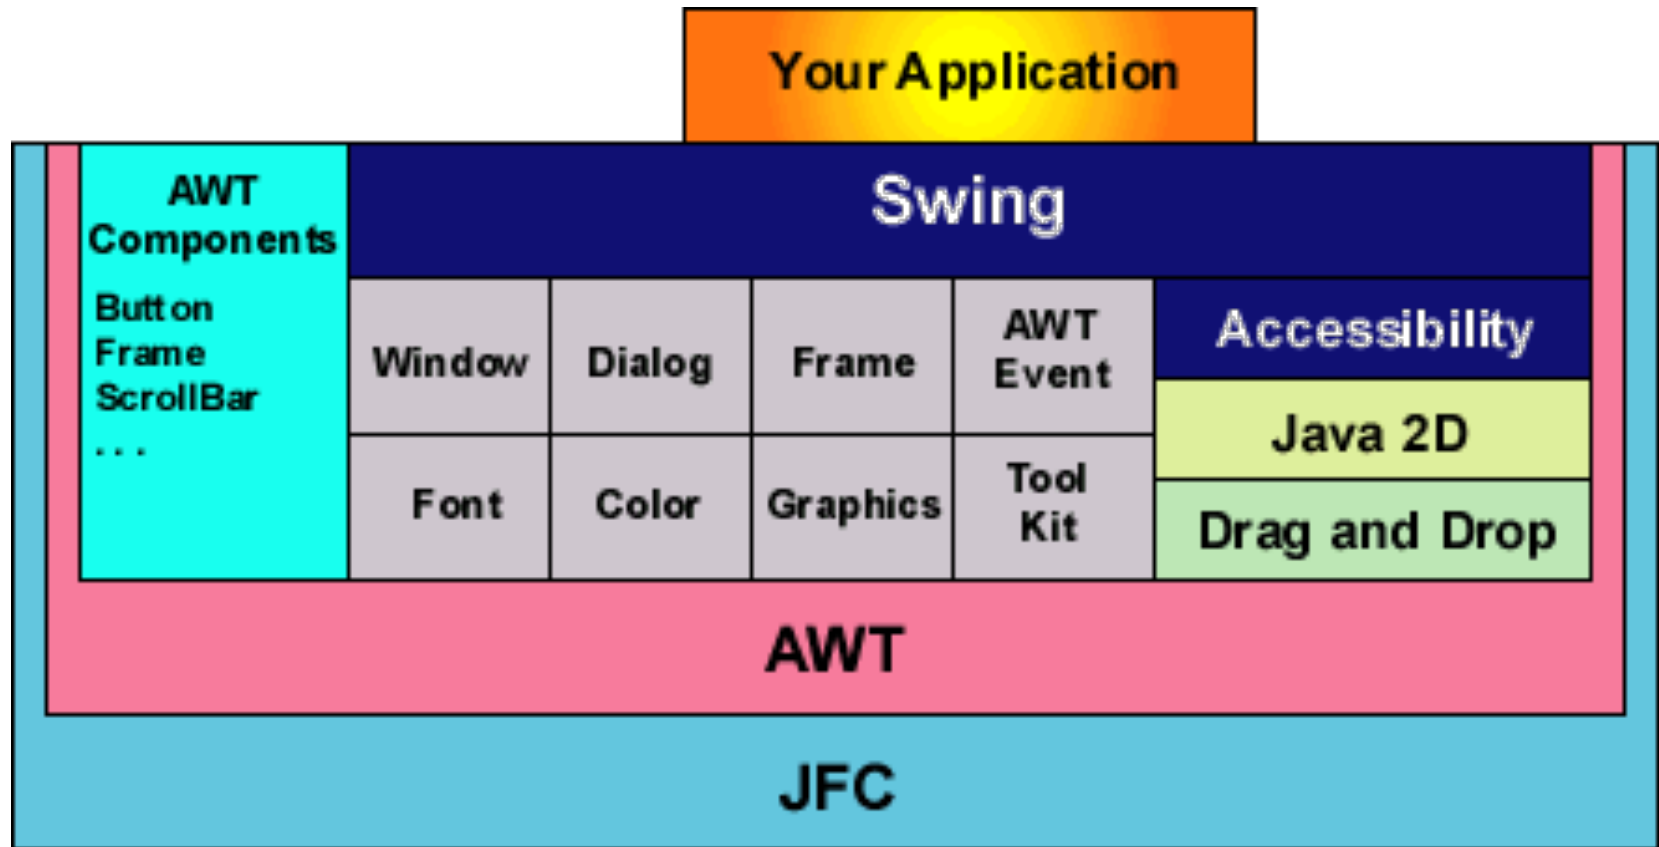 Your Application
AWT
Components
Button
Frame
ScrollBar
. . .
Swing
Window
Dialog
Frame
AWT
Event
Font
Color
Graphics
Tool
Kit
Accessibility
Java 2D
Drag and Drop
AWT
JFC